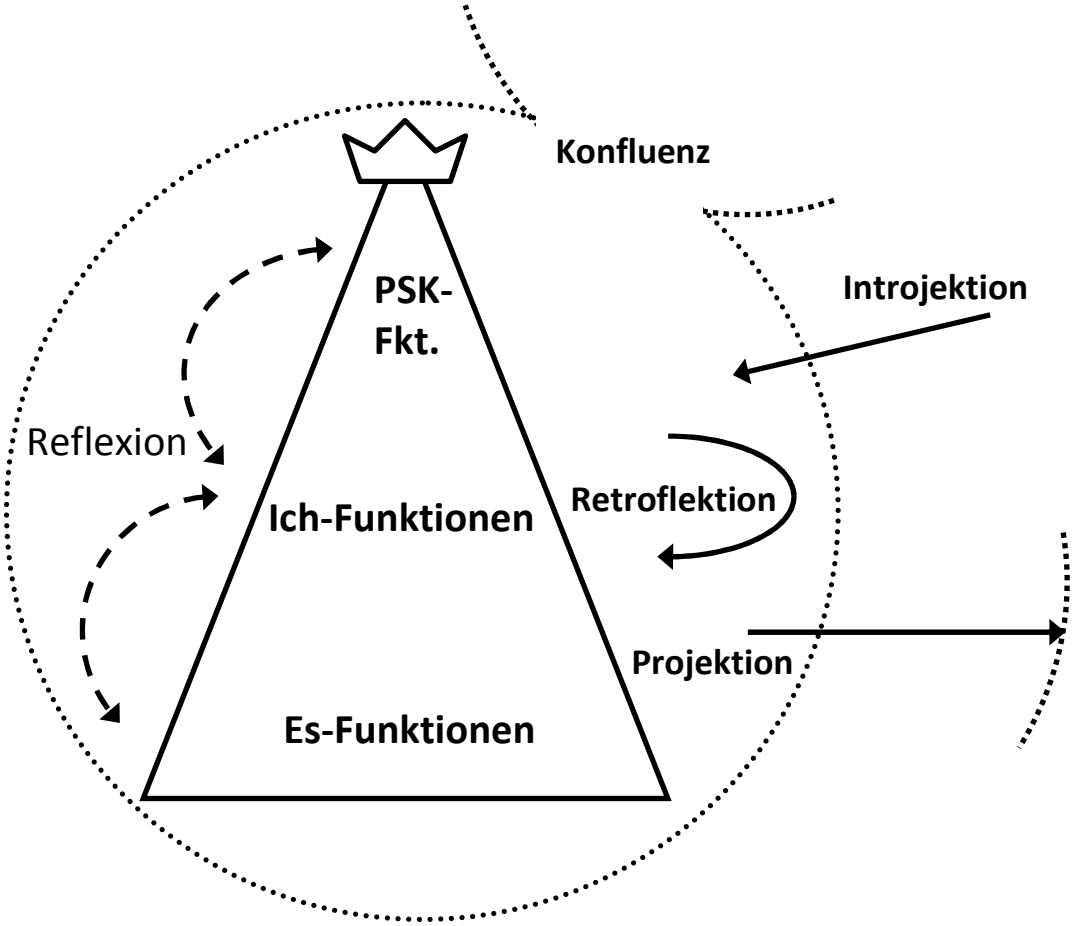 Konfluenz
Introjektion
PSK-
Fkt.
Reflexion
Retroflektion
Ich-Funktionen
Projektion
Es-Funktionen